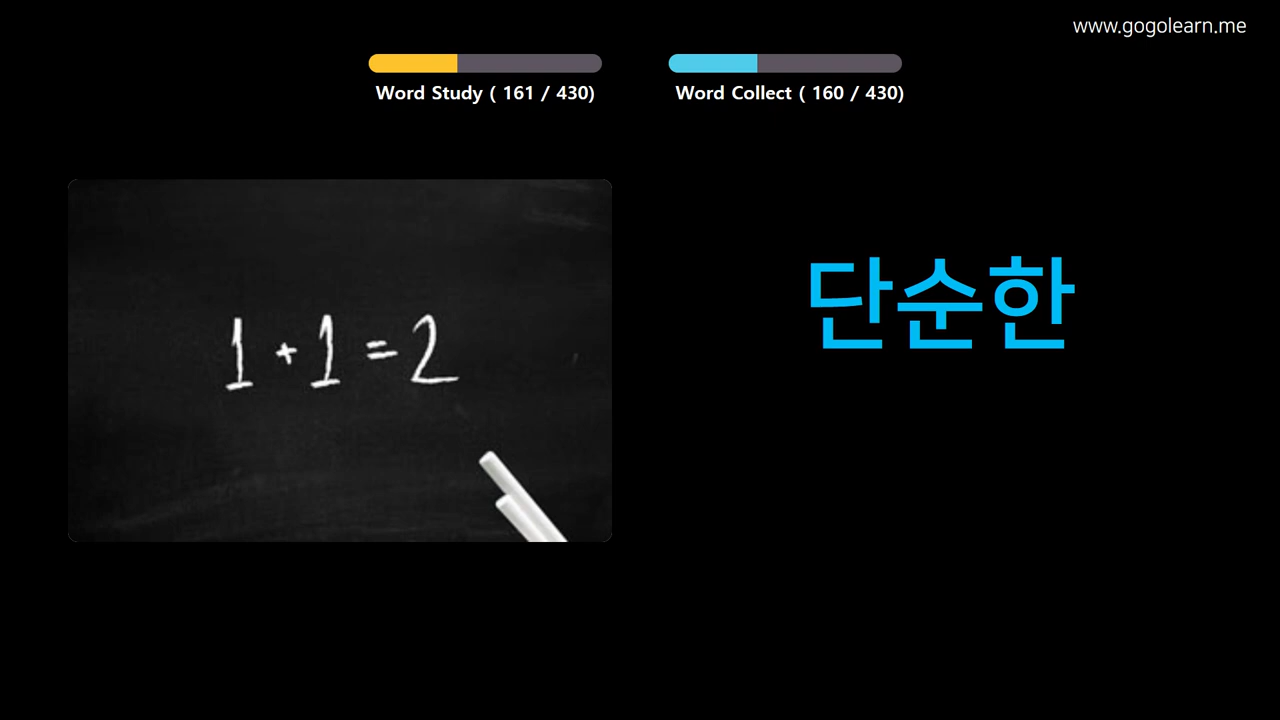 www.gogolearn.me
Word Study ( 161 / 430)
Word Collect ( 160 / 430)
단순한
1 + 1 = 2